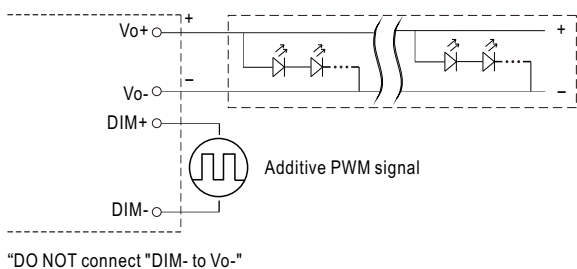 Vo+
+
+
Vo-
−
−
DIM+
Additive PWM signal
DIM-
“DO NOT connect "DIM- to Vo-"